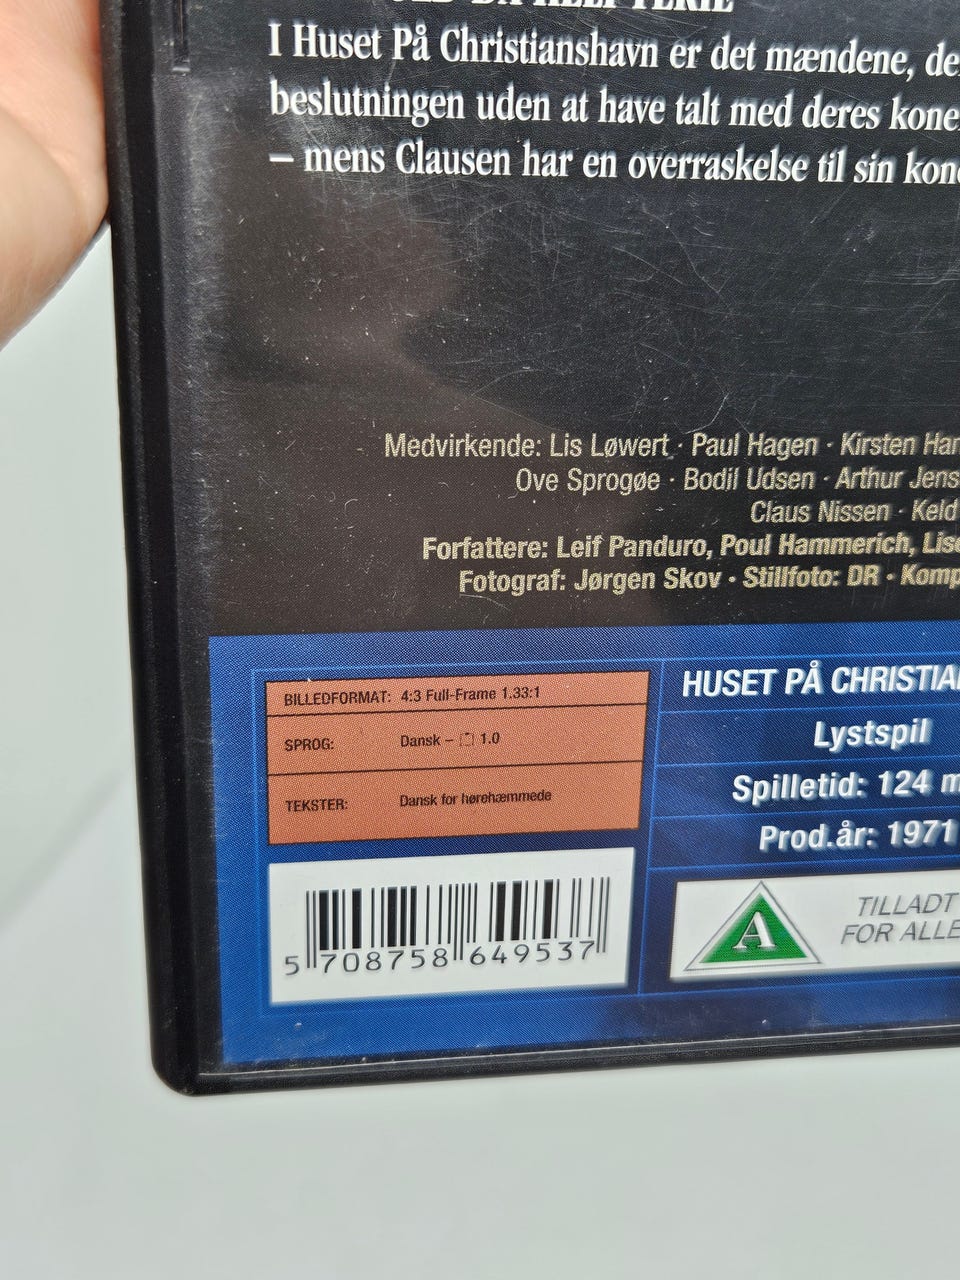 I Huset På Christianshavn er det mændene, de
beslutningen uden at have talt med deres kone
– mens Clausen har en overraskelse til sin kon
Medvirkende: Lis Løwert · Paul Hagen · Kirsten Han
Ove Sprogøe · Bodil Udsen · Arthur Jens
Claus Nissen · Keld
Forfattere: Leif Panduro, Poul Hammerich, Lise
Fotograf: Jørgen Skov · Stillfoto: DR · Komp
BILLEDFORMAT: 4:3 Full-Frame 1.33:1
SPROG: Dansk – 1.0
TEKSTER: Dansk for hørehæmmede
5 708758 649537
HUSET PÅ CHRISTIAN
Lystspil
Spilletid: 124 m
Prod.år: 1971
A
TILLADT
FOR ALLE